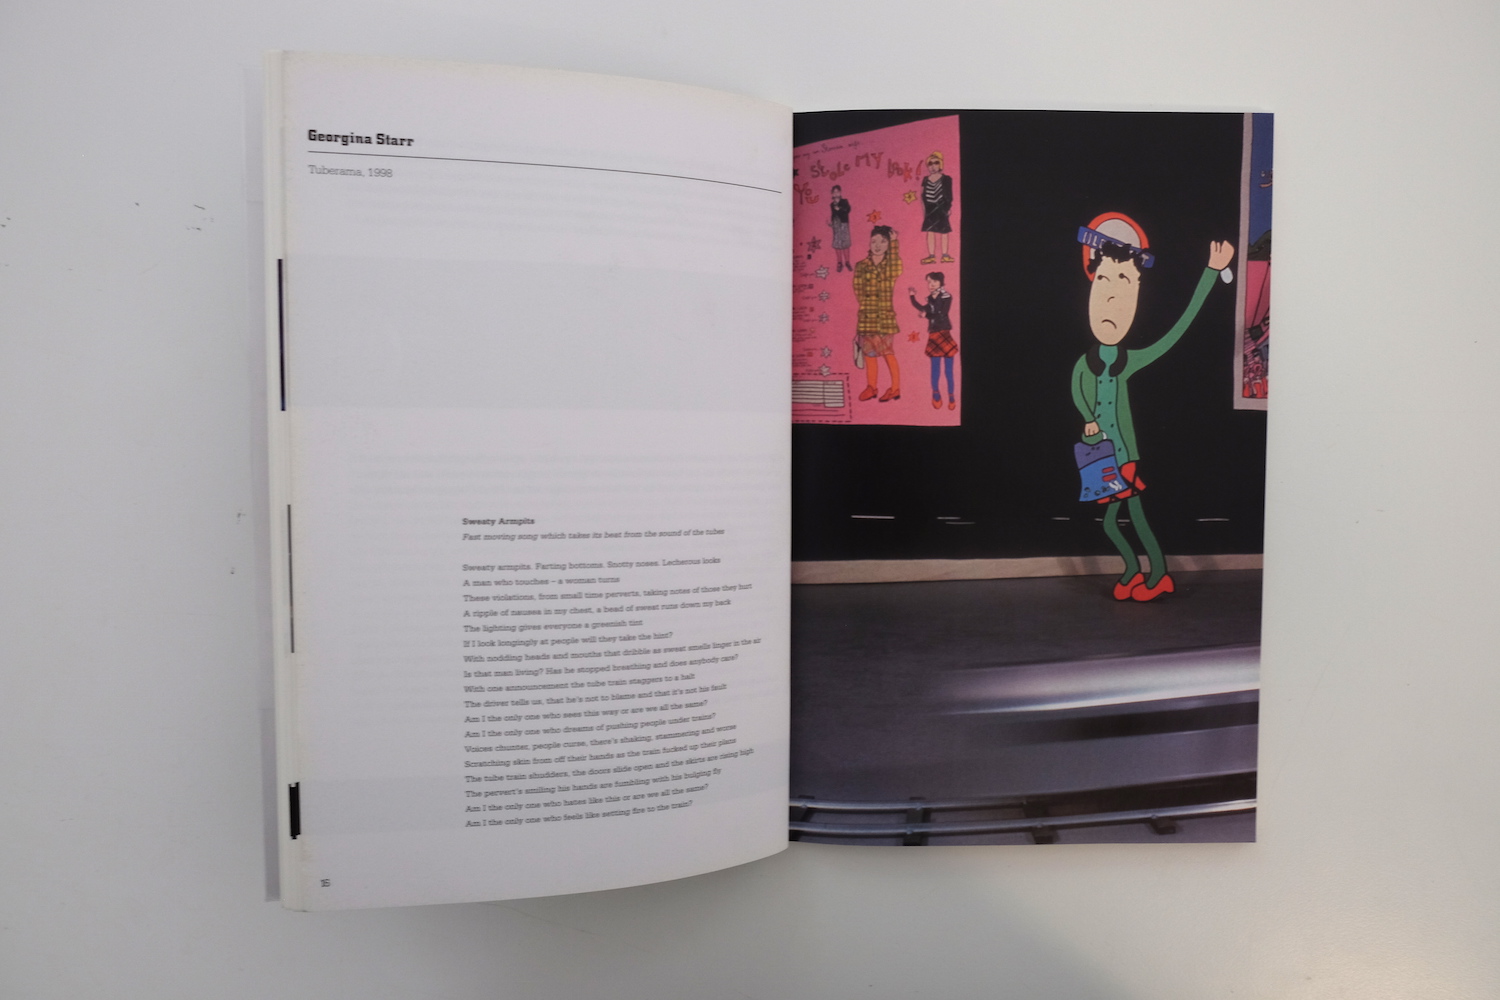 Georgina Starr
Tuberama, 1998
Sweaty Armpits
Fast moving song which takes its beat from the sound of the tubes
Sweaty armpits. Farting bottoms. Snotty noses. Lecherous looks
A man who touches – a woman turns
These violations, from small time perverts, taking notes of those they hurt
A ripple of nausea in my chest, a bead of sweat runs down my back
The lighting gives everyone a greenish tint
If I look longingly at people will they take the hint?
With nodding heads and mouths that dribble as sweat smells linger in the air
Is that man living? Has he stopped breathing and does anybody care?
With one announcement the tube train staggers to a halt
The driver tells us, that he's not to blame and that it's not his fault
Am I the only one who sees this way or are we all the same?
Am I the only one who dreams of pushing people under trains?
Voices chunter, people curse, there's shaking, stammering and worse
Scratching skin from off their hands as the train fucked up their plans
The tube train shudders, the doors slide open and the skirts are rising high
The pervert's smiling his hands are fumbling with his bulging fly
Am I the only one who hates like this or are we all the same?
Am I the only one who feels like setting fire to the train?
16
STOLE MY LOOK!